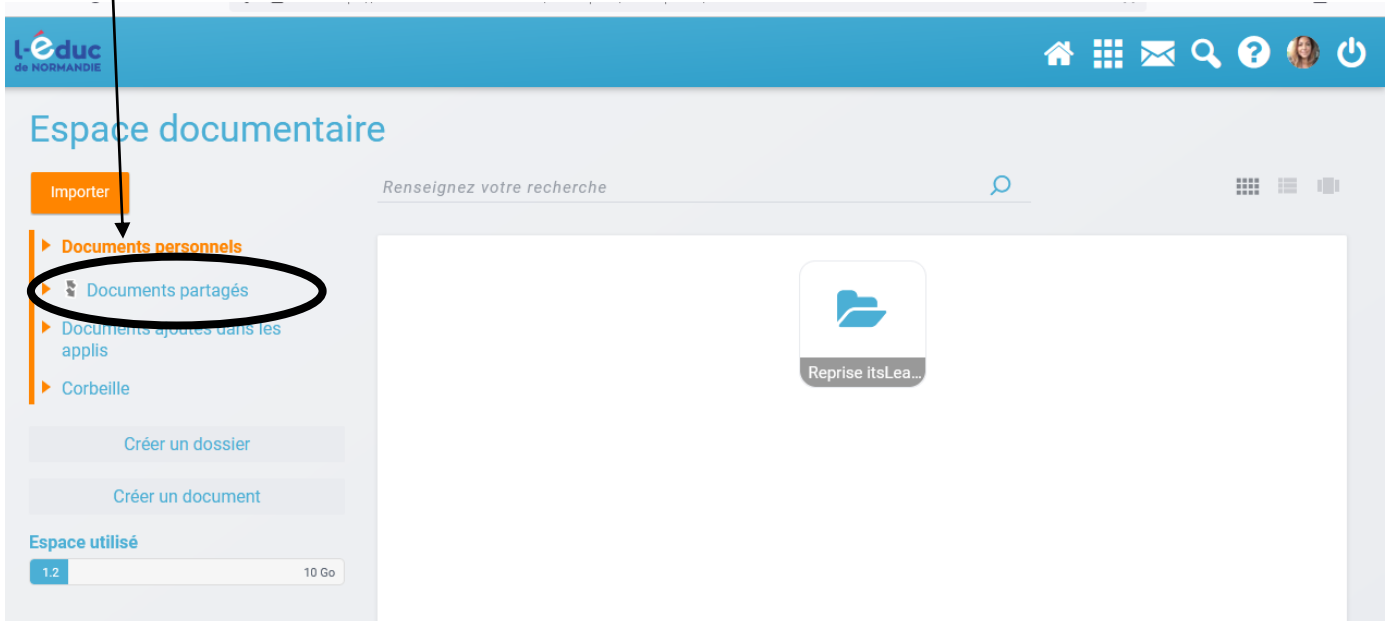 l-éduc
de NORMANDIE
Espace documentaire
Importer
Renseignez votre recherche
Documents personnels
Documents partagés
Documents ajoutés dans les
applis
Corbeille
Créer un dossier
Créer un document
Espace utilisé
1.2 10 Go
Reprise itsLea...